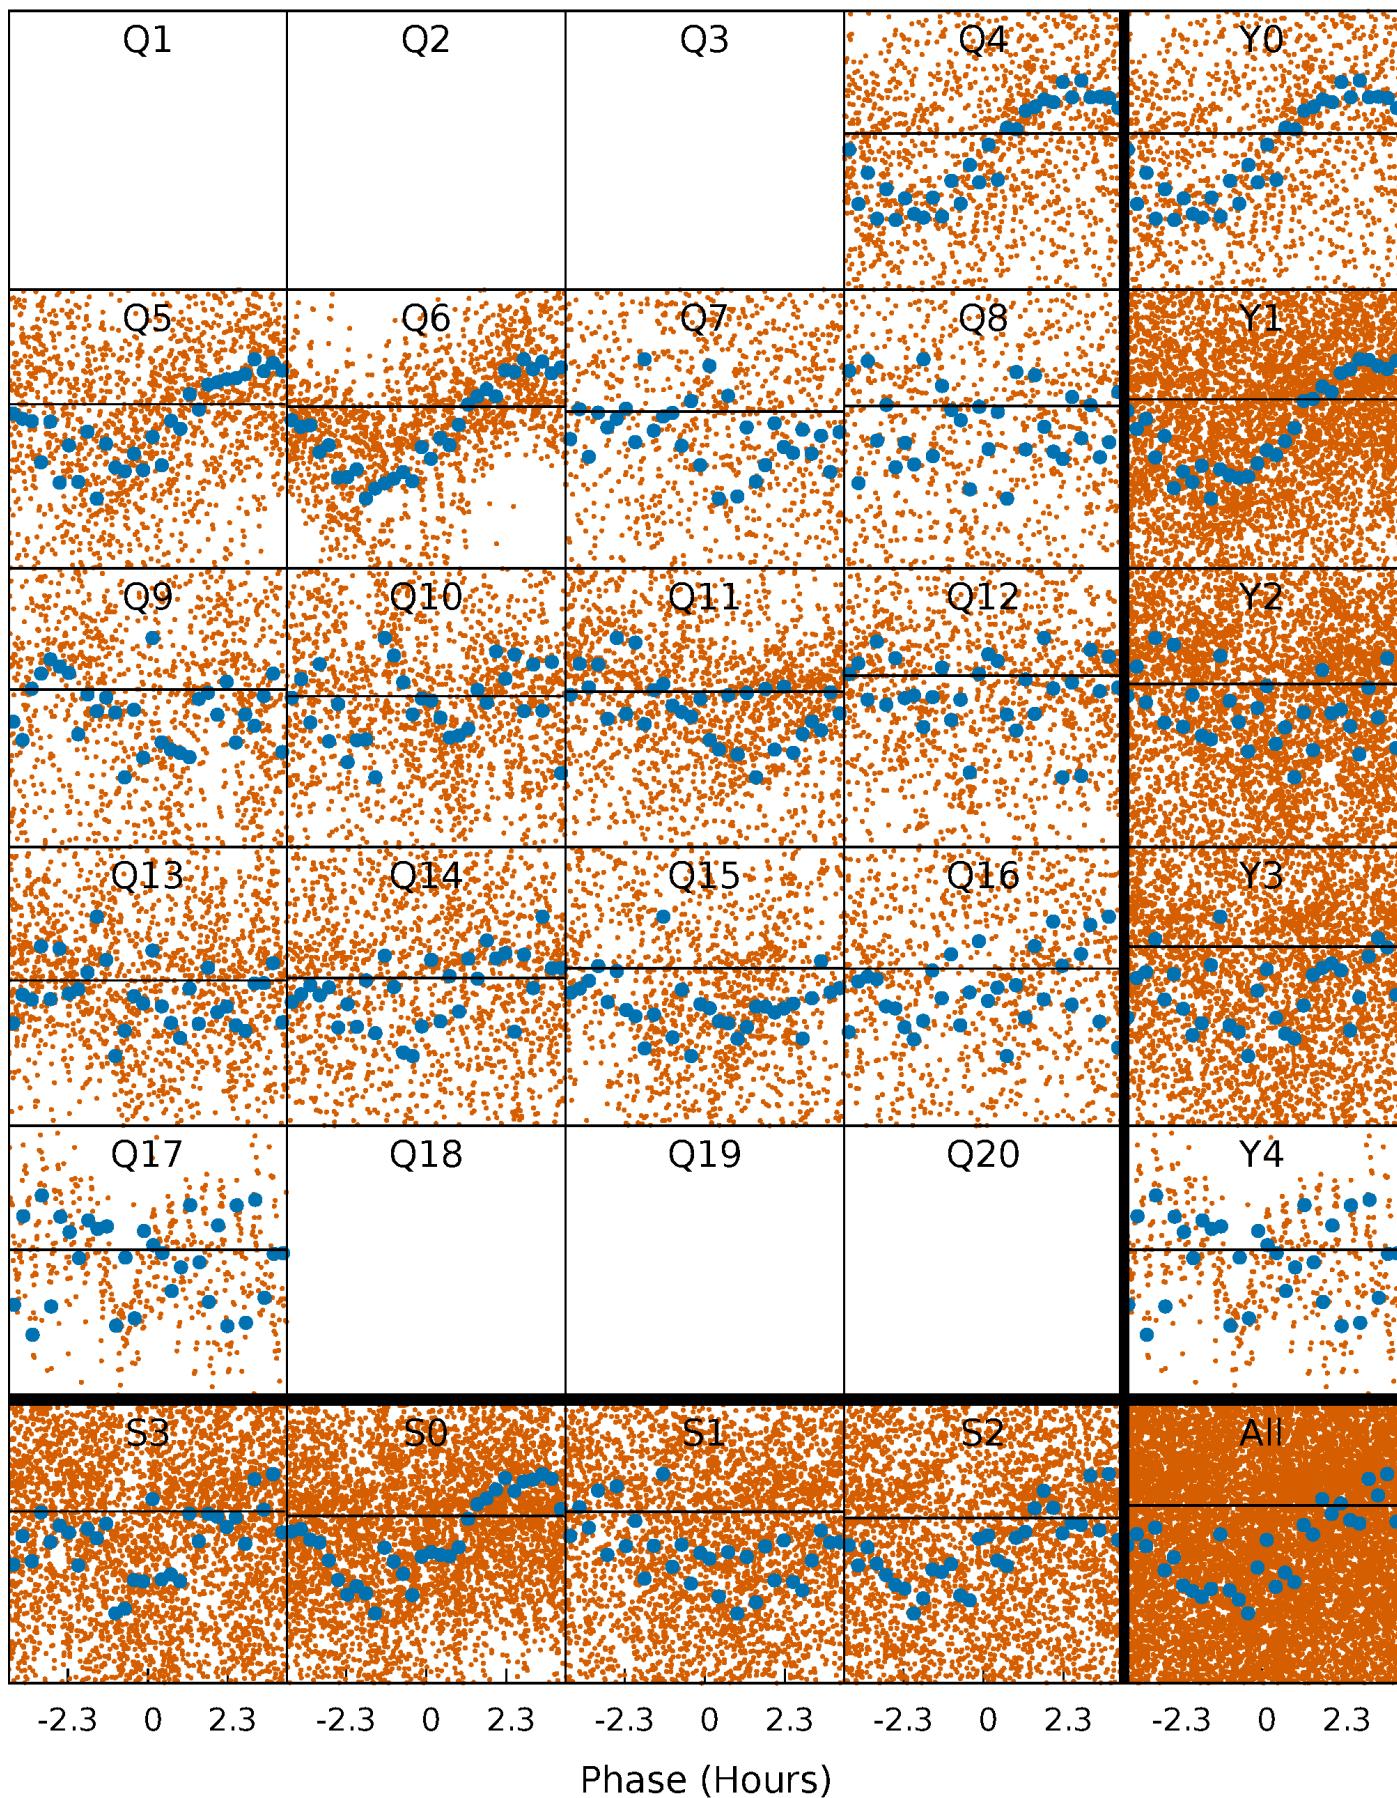 Q1 Q2 Q3 Q4 Y0
Q5 Q6 Q7 Q8 Y1
Q9 Q10 Q11 Q12 Y2
Q13 Q14 Q15 Q16 Y3
Q17 Q18 Q19 Q20 Y4
S3 S0 S1 S2 All
-2.3 0 2.3 -2.3 0 2.3 -2.3 0 2.3 -2.3 0 2.3 -2.3 0 2.3
Phase (Hours)